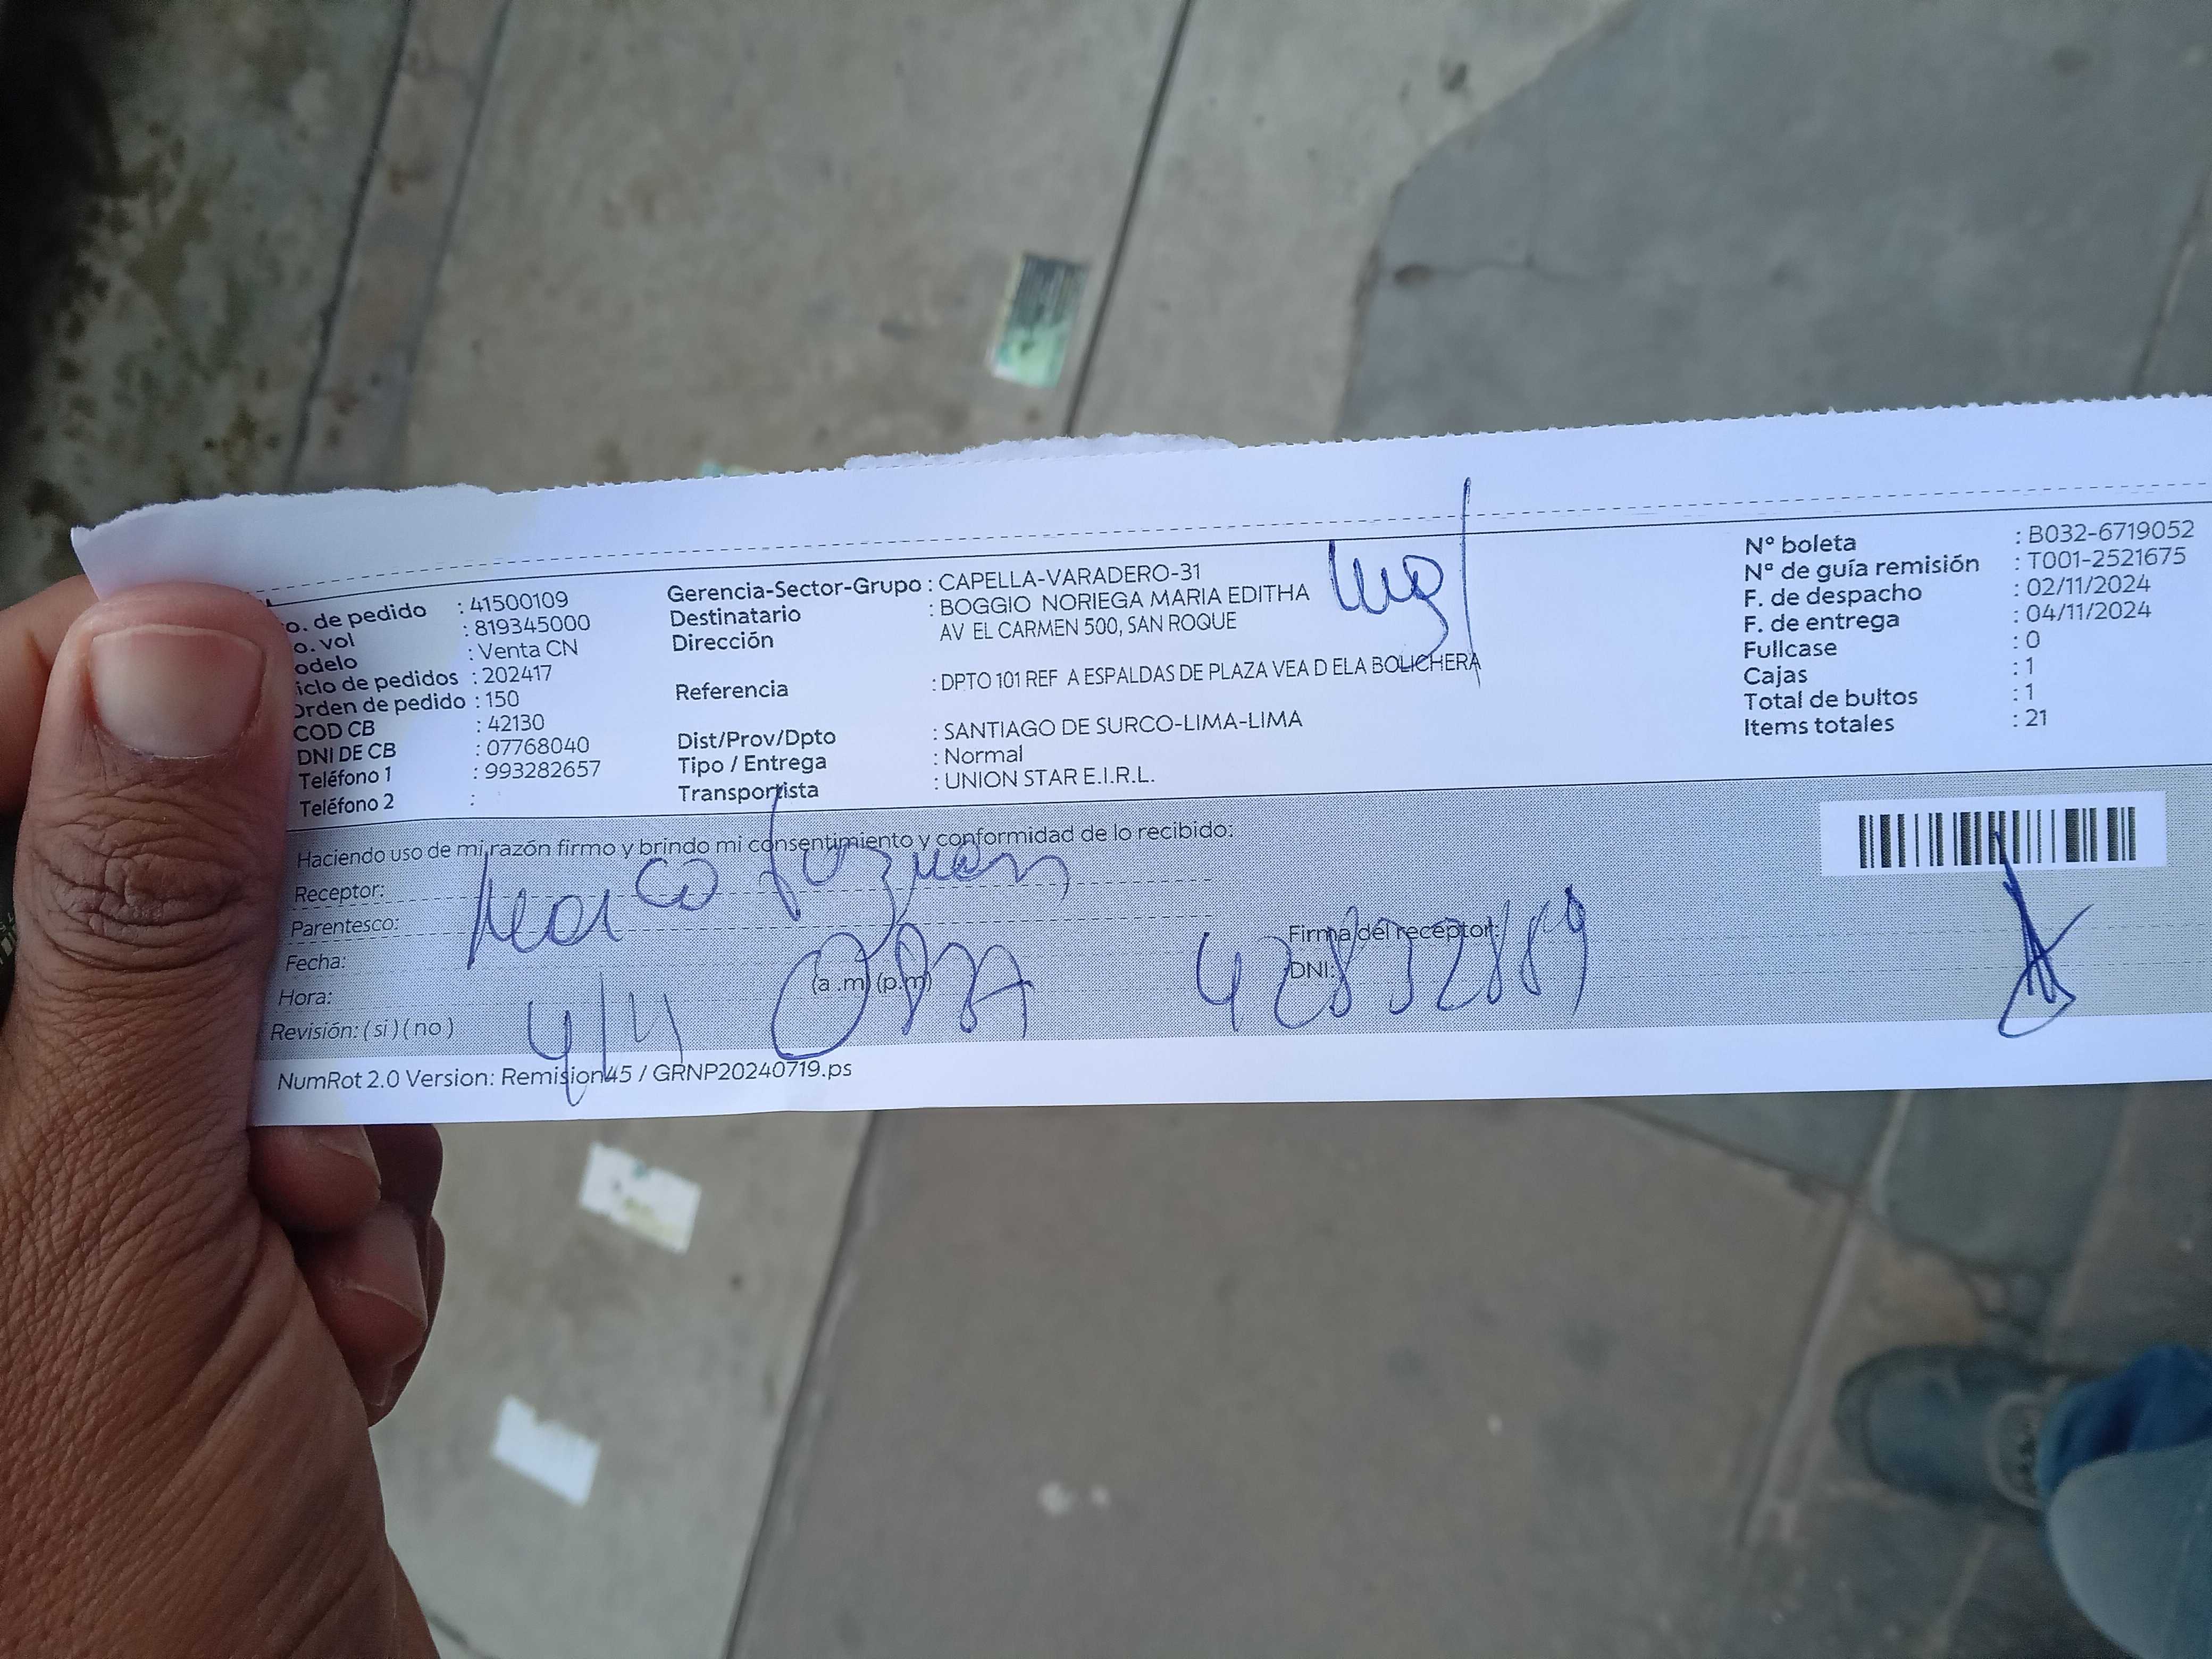 o. de pedido : 41500109
o. vol : 819345000
odelo : Venta CN
iclo de pedidos : 202417
Orden de pedido : 150
COD CB : 42130
DNI DE CB : 07768040
Teléfono 1 : 993282657
Teléfono 2 :
Gerencia-Sector-Grupo : CAPELLA-VARADERO-31
Destinatario : BOGGIO NORIEGA MARIA EDITHA
Dirección AV EL CARMEN 500, SAN ROQUE
Referencia : DPTO 101 REF A ESPALDAS DE PLAZA VEA D ELA BOLICHERA
Dist/Prov/Dpto : SANTIAGO DE SURCO-LIMA-LIMA
Tipo / Entrega : Normal
Transportista : UNION STAR E.I.R.L.
Nº boleta : B032-6719052
Nº de guía remisión : T001-2521675
F. de despacho : 02/11/2024
F. de entrega : 04/11/2024
Fullcase : 0
Cajas : 1
Total de bultos : 1
Items totales : 21
Haciendo uso de mi razón firmo y brindo mi consentimiento y conformidad de lo recibido:
Receptor: Marco
Parentesco:
Fecha:
Hora: (a .m) (p.m)
Revisión: ( si ) ( no )
4/11
Firma del receptor:
DNI:
NumRot 2.0 Version: Remision45 / GRNP20240719.ps